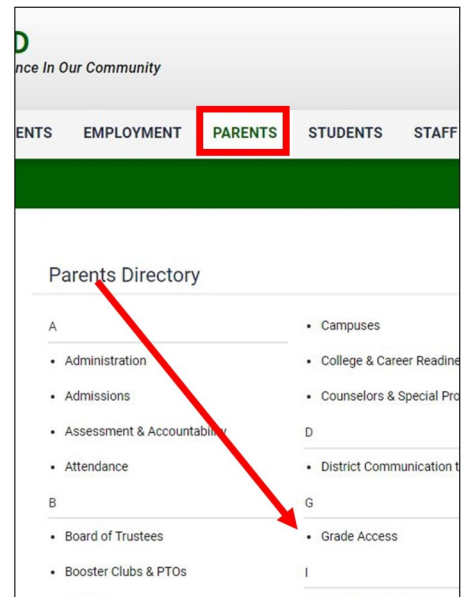 D
nce In Our Community
ENTS EMPLOYMENT PARENTS STUDENTS STAFF
Parents Directory
A
• Administration
• Admissions
• Assessment & Accountability
• Attendance
B
• Board of Trustees
• Booster Clubs & PTOs
• Campuses
• College & Career Readine
• Counselors & Special Pro
D
• District Communication t
G
• Grade Access
I